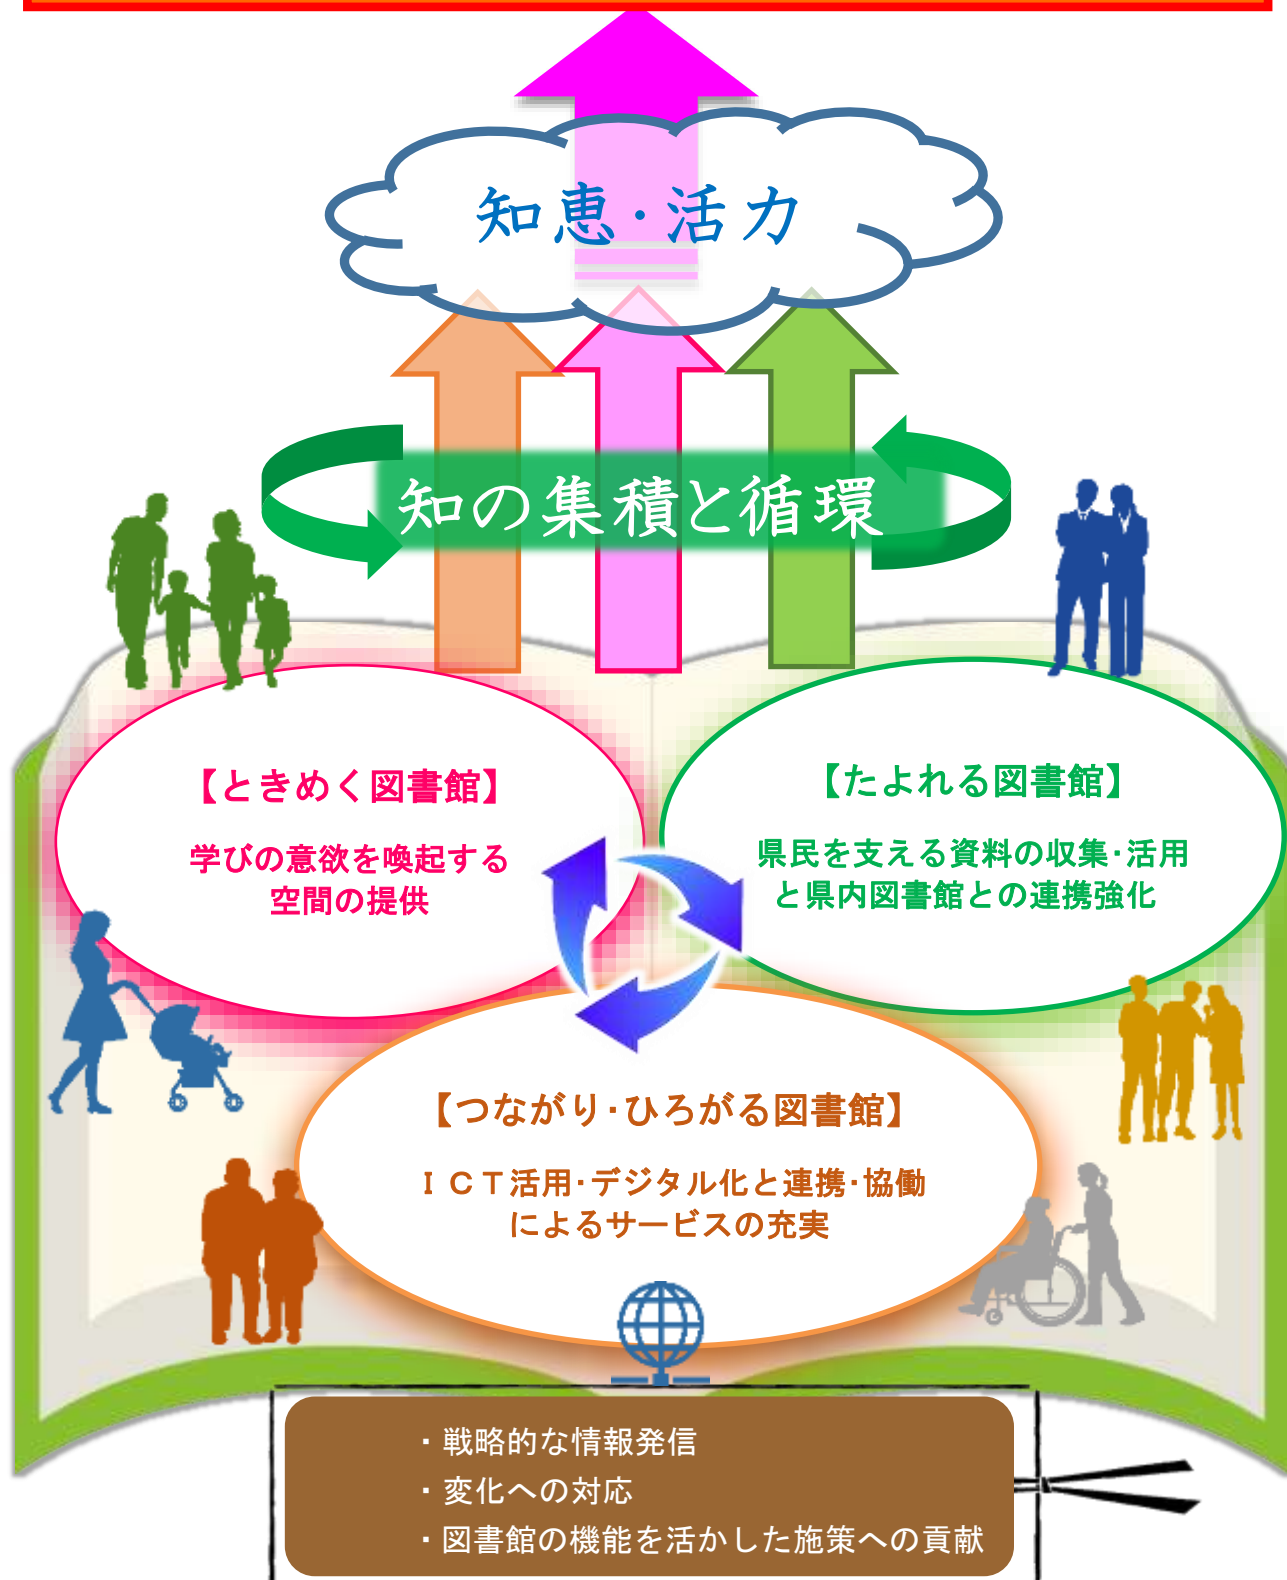 知恵・活力
知の集積と循環
【ときめく図書館】
学びの意欲を喚起する
空間の提供
【たよれる図書館】
県民を支える資料の収集・活用
と県内図書館との連携強化
【つながり・ひろがる図書館】
ＩＣＴ活用・デジタル化と連携・協働
によるサービスの充実
・戦略的な情報発信
・変化への対応
・図書館の機能を活かした施策への貢献